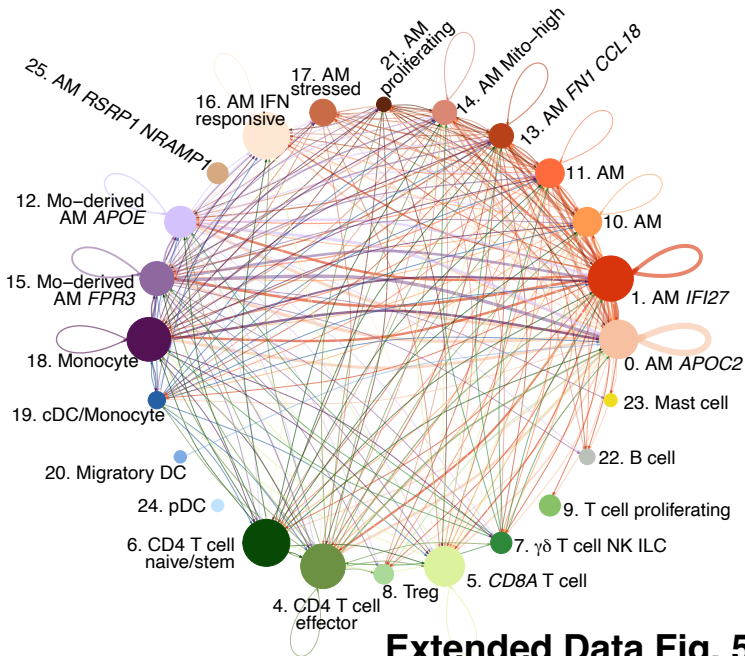 21. AM
proliferating
14. AM Mito−high
13. AM FN1 CCL18
11. AM
10. AM
1. AM IFI27
0. AM APOC2
23. Mast cell
22. B cell
9. T cell proliferating
7. γδ T cell NK ILC
5. CD8A T cell
8. Treg
4. CD4 T cell
effector
6. CD4 T cell
naive/stem
24. pDC
20. Migratory DC
19. cDC/Monocyte
18. Monocyte
15. Mo−derived
AM FPR3
12. Mo−derived
AM APOE
25. AM RSRP1 NRAMP1
16. AM IFN
responsive
17. AM
stressed
Extended Data Fig. 5